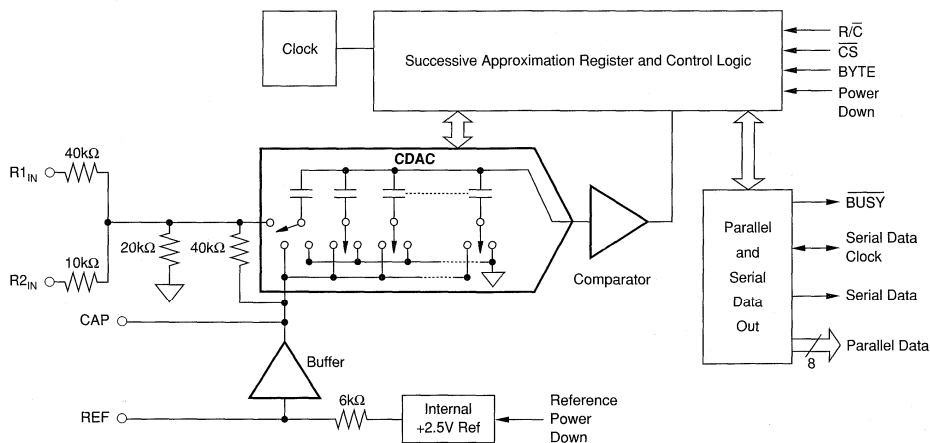 Clock
Successive Approximation Register and Control Logic
R/C̅
C̅S̅
BYTE
Power
Down
CDAC
40kΩ
R1IN
20kΩ
40kΩ
10kΩ
R2IN
Comparator
Parallel
and
Serial
Data
Out
B̅U̅S̅Y̅
Serial Data
Clock
Serial Data
Parallel Data
8
CAP
Buffer
REF
6kΩ
Internal
+2.5V Ref
Reference
Power
Down